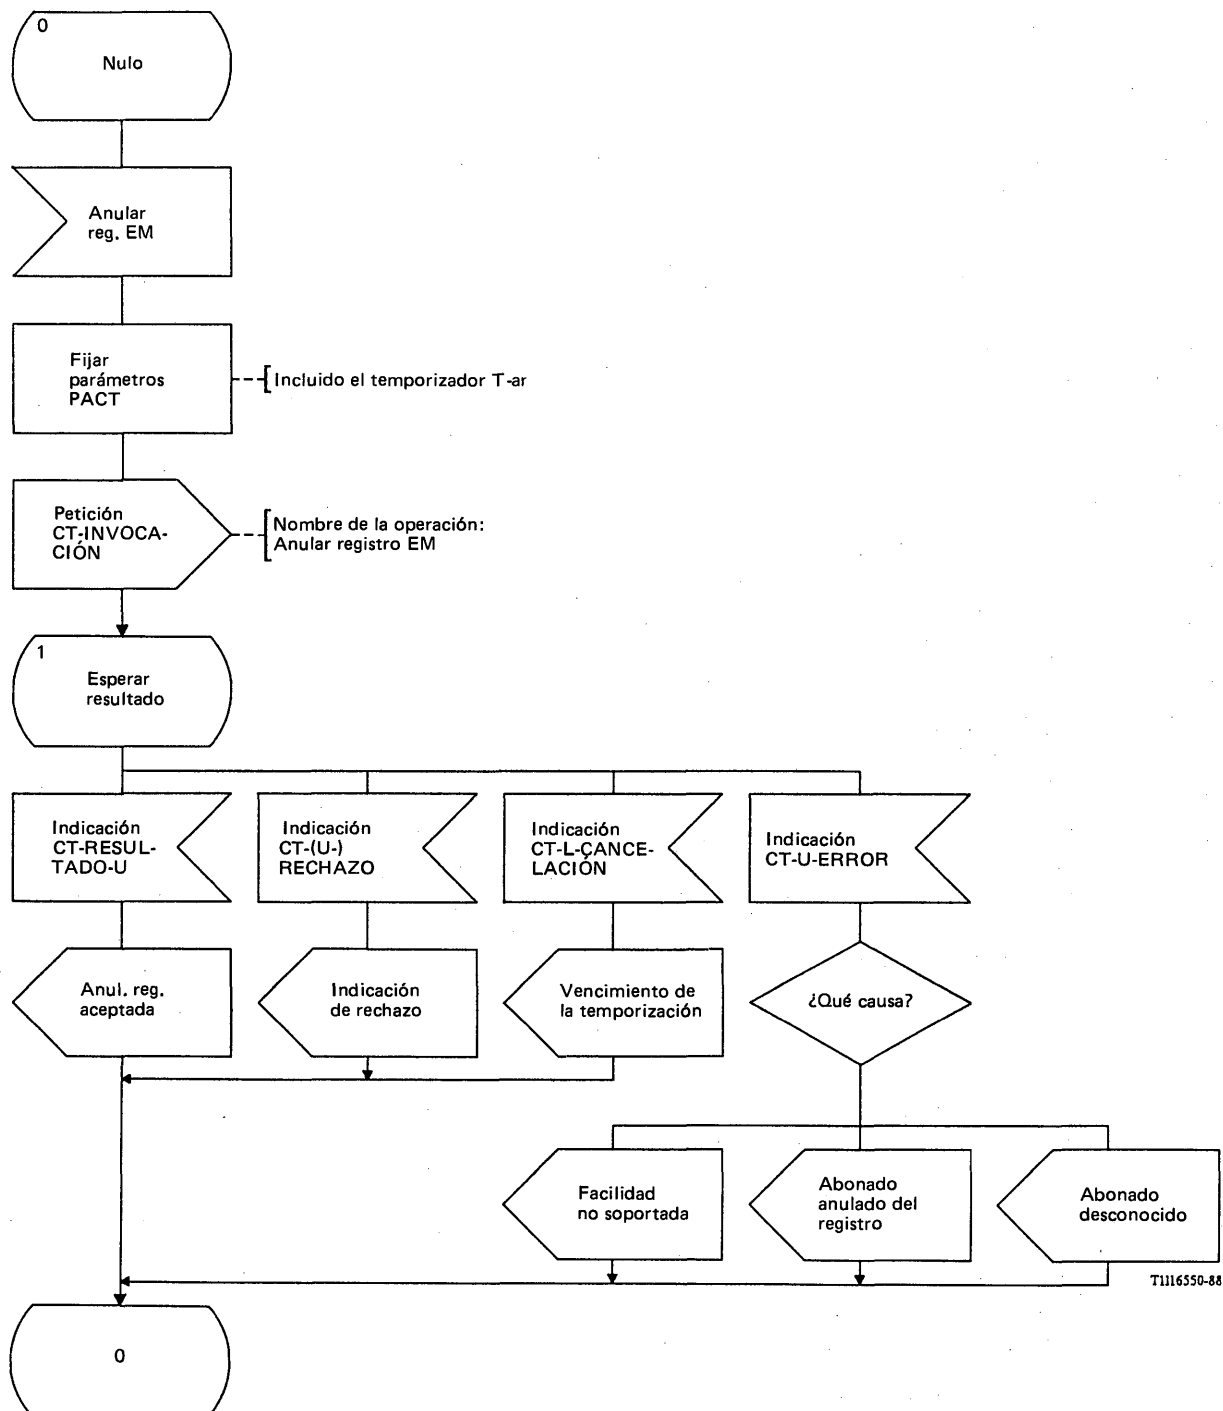 0
Nulo
Anular
reg. EM
Fijar
parámetros
PACT
Incluido el temporizador T-ar
Petición
CT-INVOCA-
CIÓN
Nombre de la operación:
Anular registro EM
1
Esperar
resultado
Indicación
CT-RESUL-
TADO-U
Indicación
CT-(U-)
RECHAZO
Indicación
CT-L-CANCE-
LACIÓN
Indicación
CT-U-ERROR
Anul. reg.
aceptada
Indicación
de rechazo
Vencimiento de
la temporización
¿Qué causa?
Facilidad
no soportada
Abonado
anulado del
registro
Abonado
desconocido
T1116550-88
0